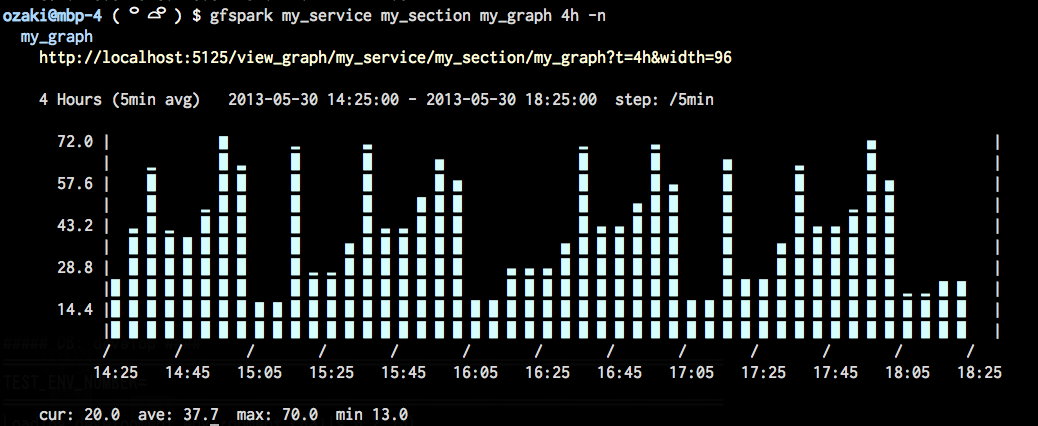 ozaki@mbp-4 ( ° ) $ gfspark my_service my_section my_graph 4h -n
my_graph
http://localhost:5125/view_graph/my_service/my_section/my_graph?t=4h&width=96
4 Hours (5min avg) 2013-05-30 14:25:00 - 2013-05-30 18:25:00 step: /5min
72.0 |
57.6 |
43.2 |
28.8 |
14.4 |
/ / / / / / / / / / / / /
14:25 14:45 15:05 15:25 15:45 16:05 16:25 16:45 17:05 17:25 17:45 18:05 18:25
TEST_ENV_NUMBER=
cur: 20.0 ave: 37.7 max: 70.0 min 13.0